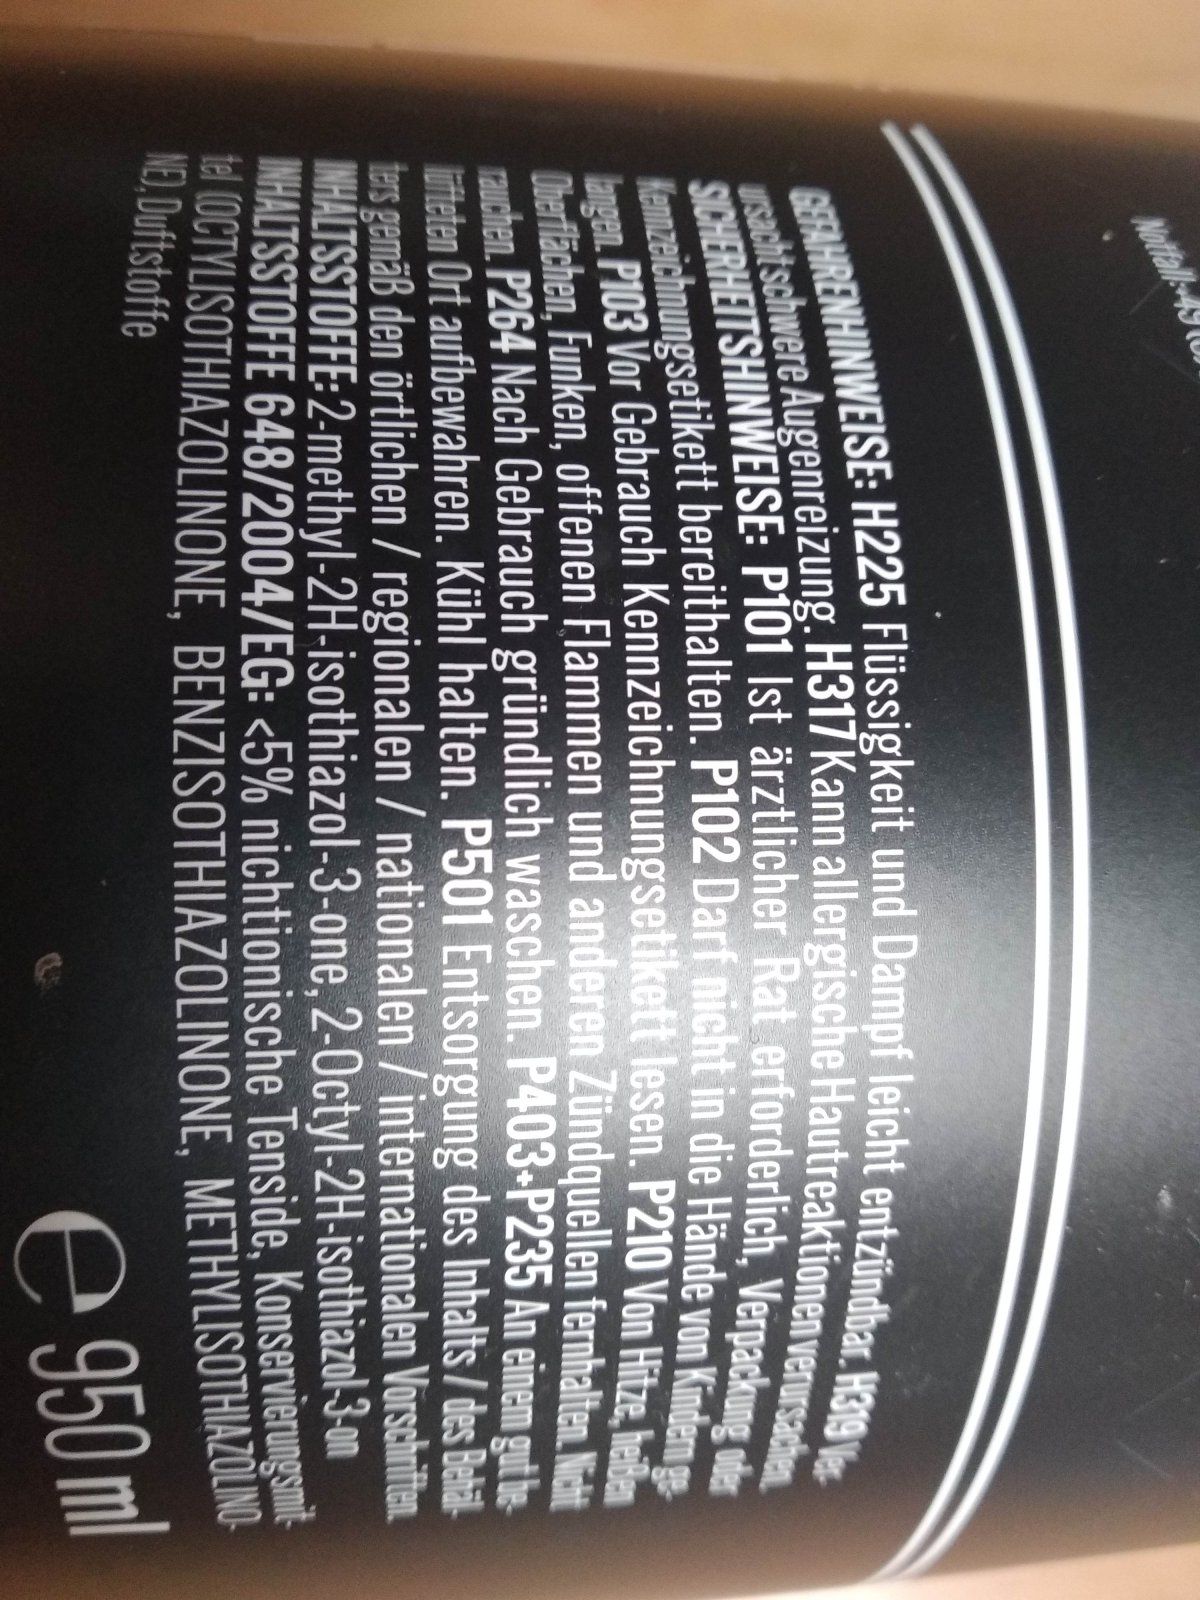 Notfall: +49
GEFAHRENHINWEISE: H225 Flüssigkeit und Dampf leicht entzündbar. H319 Ver-
ursacht schwere Augenreizung. H317 Kann allergische Hautreaktionen verursachen.
SICHERHEITSHINWEISE: P101 Ist ärztlicher Rat erforderlich, Verpackung oder
Kennzeichnungsetikett bereithalten. P102 Darf nicht in die Hände von Kindern ge-
langen. P103 Vor Gebrauch Kennzeichnungsetikett lesen. P210 Von Hitze, heißen
Oberflächen, Funken, offenen Flammen und anderen Zündquellen fernhalten. Nicht
rauchen. P264 Nach Gebrauch gründlich waschen. P403+P235 An einem gut be-
lüfteten Ort aufbewahren. Kühl halten. P501 Entsorgung des Inhalts / des Behäl-
ters gemäß den örtlichen / regionalen / nationalen / internationalen Vorschriften.
INHALTSSTOFFE: 2-methyl-2H-isothiazol-3-one, 2-Octyl-2H-isothiazol-3-on
INHALTSSTOFFE 648/2004/EG: <5% nichtionische Tenside, Konservierungsmit-
tel (OCTYLISOTHIAZOLINONE, BENZISOTHIAZOLINONE, METHYLISOTHIAZOLINO-
NE), Duftstoffe
e 950 ml